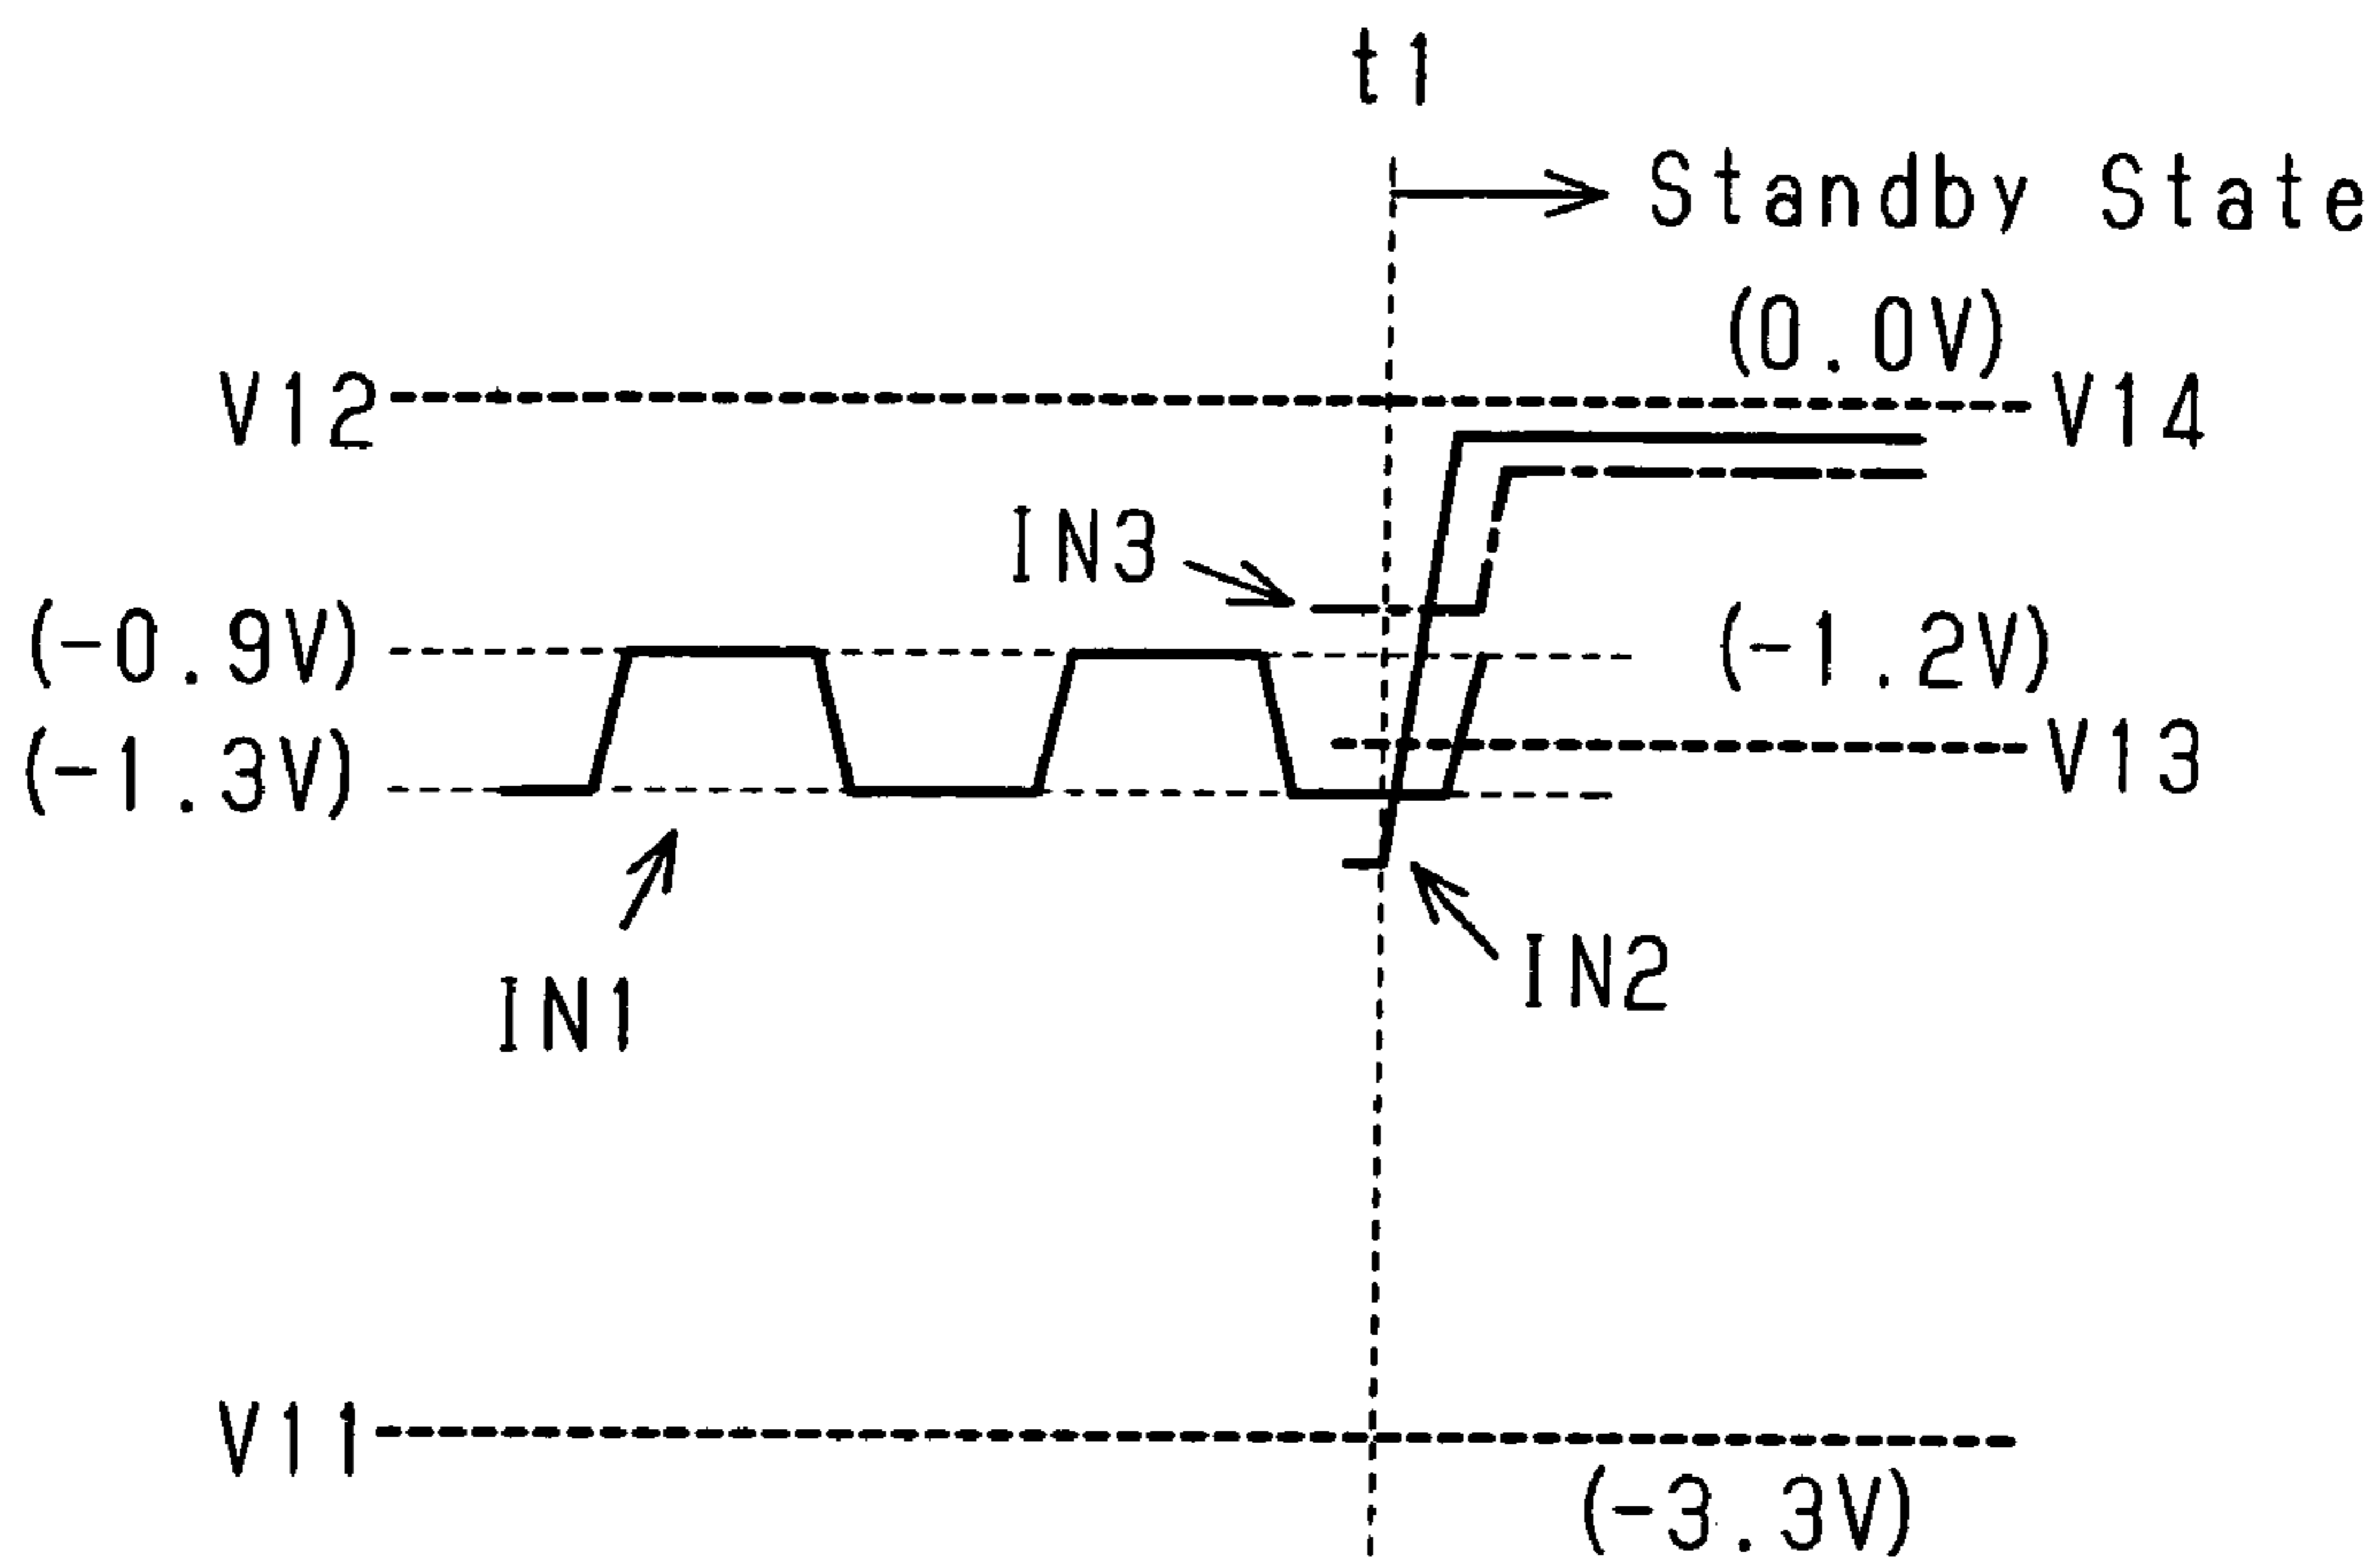 t1
Standby State
(0.0V)
V12
V14
IN3
(-0.9V)
(-1.2V)
(-1.3V)
V13
IN2
IN1
V11
(-3.3V)